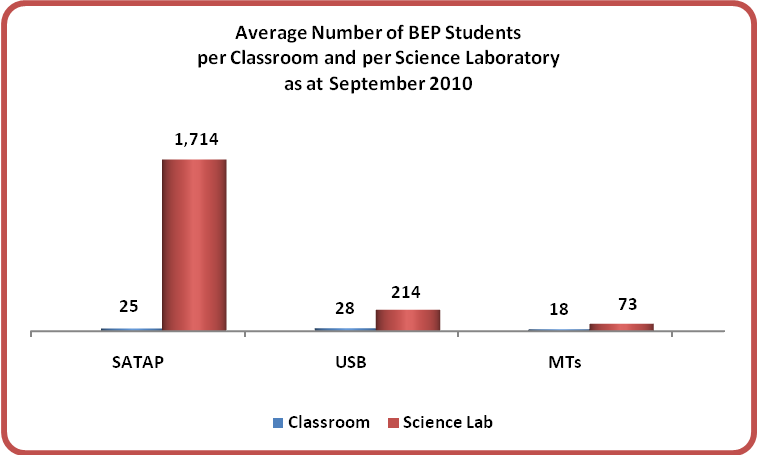 Average Number of BEP Students
per Classroom and per Science Laboratory
as at September 2010
1,714
25
28
214
18
73
SATAP
USB
MTs
Classroom
Science Lab